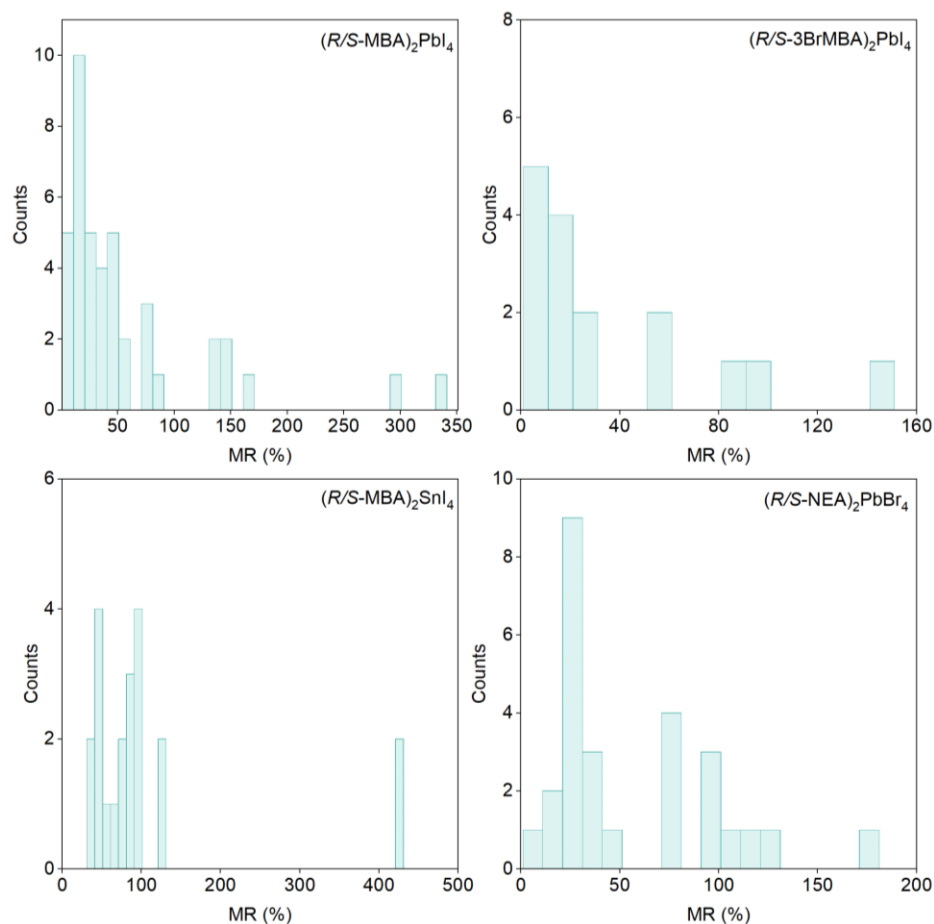 (R/S-MBA)₂PbI₄
10
8
6
4
2
0
Counts
50 100 150 200 250 300 350
MR (%)
(R/S-3BrMBA)₂PbI₄
8
6
4
2
0
Counts
0 40 80 120 160
MR (%)
(R/S-MBA)₂SnI₄
6
4
2
0
Counts
0 100 200 300 400 500
MR (%)
(R/S-NEA)₂PbBr₄
10
8
6
4
2
0
Counts
0 50 100 150 200
MR (%)